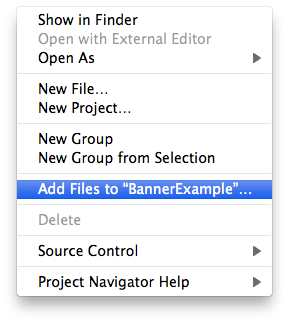 Show in Finder
Open with External Editor
Open As
New File…
New Project…
New Group
New Group from Selection
Add Files to “BannerExample”…
Delete
Source Control
Project Navigator Help